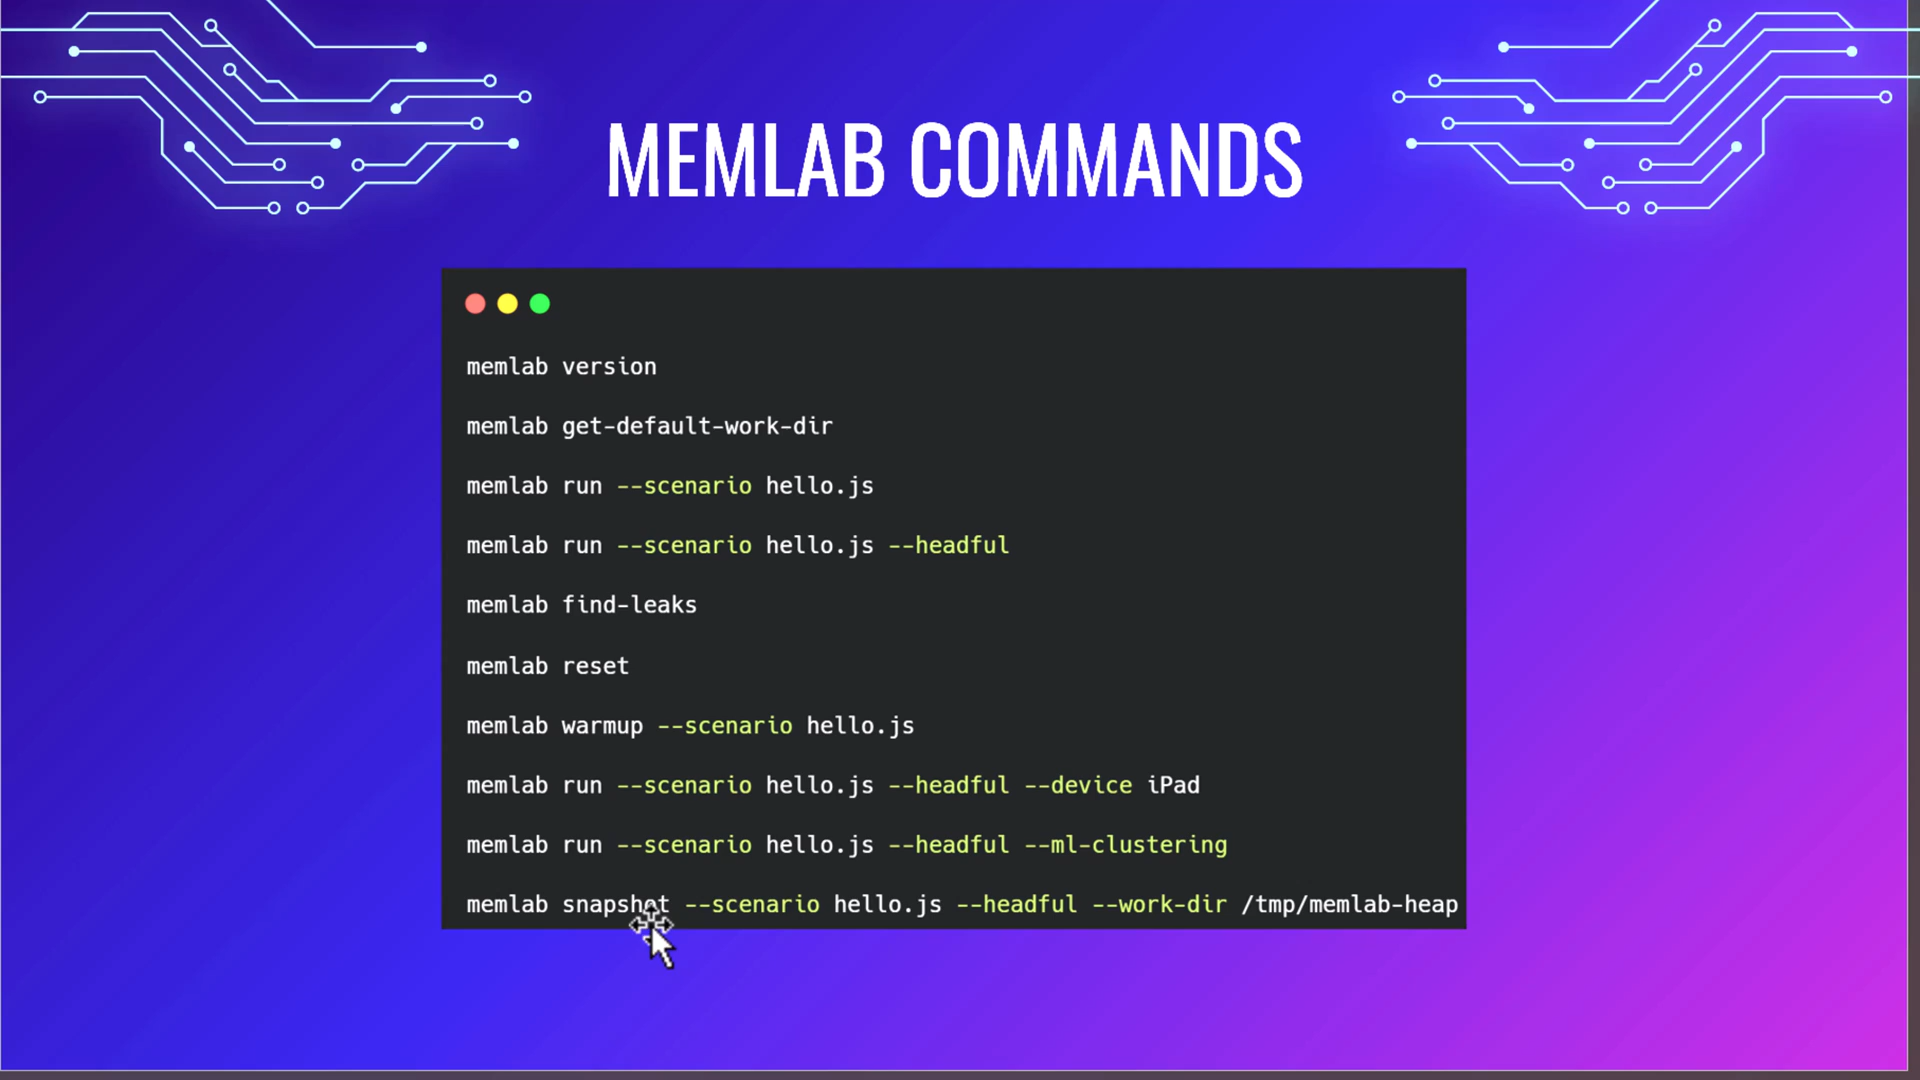 MEMLAB COMMANDS
memlab version
memlab get-default-work-dir
memlab run --scenario hello.js
memlab run --scenario hello.js --headful
memlab find-leaks
memlab reset
memlab warmup --scenario hello.js
memlab run --scenario hello.js --headful --device iPad
memlab run --scenario hello.js --headful --ml-clustering
memlab snapshot --scenario hello.js --headful --work-dir /tmp/memlab-heap